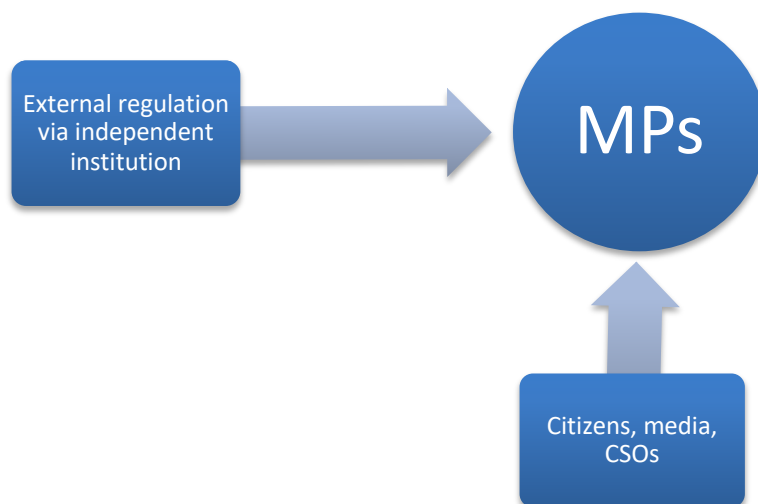 External regulation
via independent
institution
MPs
Citizens, media,
CSOs